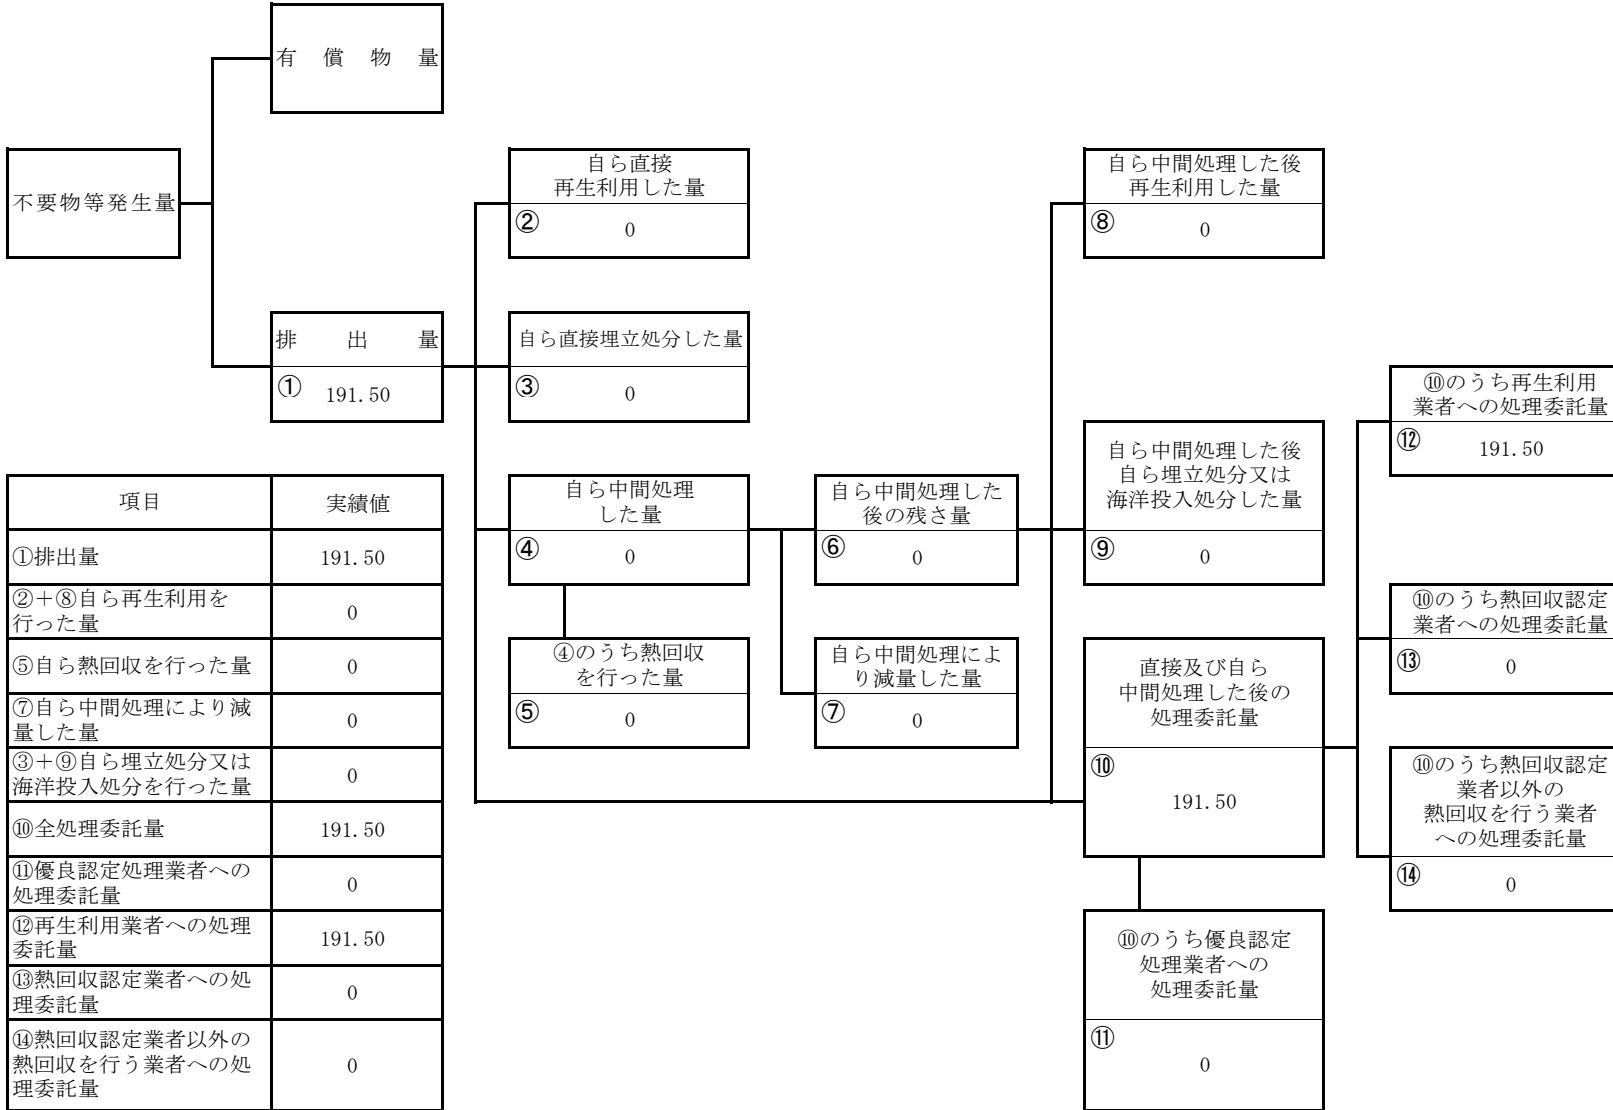 有償物量
不要物等発生量
排出量
① 191.50
自ら直接
再生利用した量
② 0
自ら直接埋立処分した量
③ 0
自ら中間処理
した量
④ 0
④のうち熱回収
を行った量
⑤ 0
自ら中間処理した
後の残さ量
⑥ 0
自ら中間処理によ
り減量した量
⑦ 0
自ら中間処理した後
再生利用した量
⑧ 0
自ら中間処理した後
自ら埋立処分又は
海洋投入処分した量
⑨ 0
直接及び自ら
中間処理した後の
処理委託量
⑩
191.50
⑩のうち優良認定
処理業者への
処理委託量
⑪
0
⑩のうち再生利用
業者への処理委託量
⑫ 191.50
⑩のうち熱回収認定
業者への処理委託量
⑬ 0
⑩のうち熱回収認定
業者以外の
熱回収を行う業者
への処理委託量
⑭ 0
項目 実績値
①排出量 191.50
②＋⑧自ら再生利用を
行った量 0
⑤自ら熱回収を行った量 0
⑦自ら中間処理により減
量した量 0
③＋⑨自ら埋立処分又は
海洋投入処分を行った量 0
⑩全処理委託量 191.50
⑪優良認定処理業者への
処理委託量 0
⑫再生利用業者への処理
委託量 191.50
⑬熱回収認定業者への処
理委託量 0
⑭熱回収認定業者以外の
熱回収を行う業者への処
理委託量 0